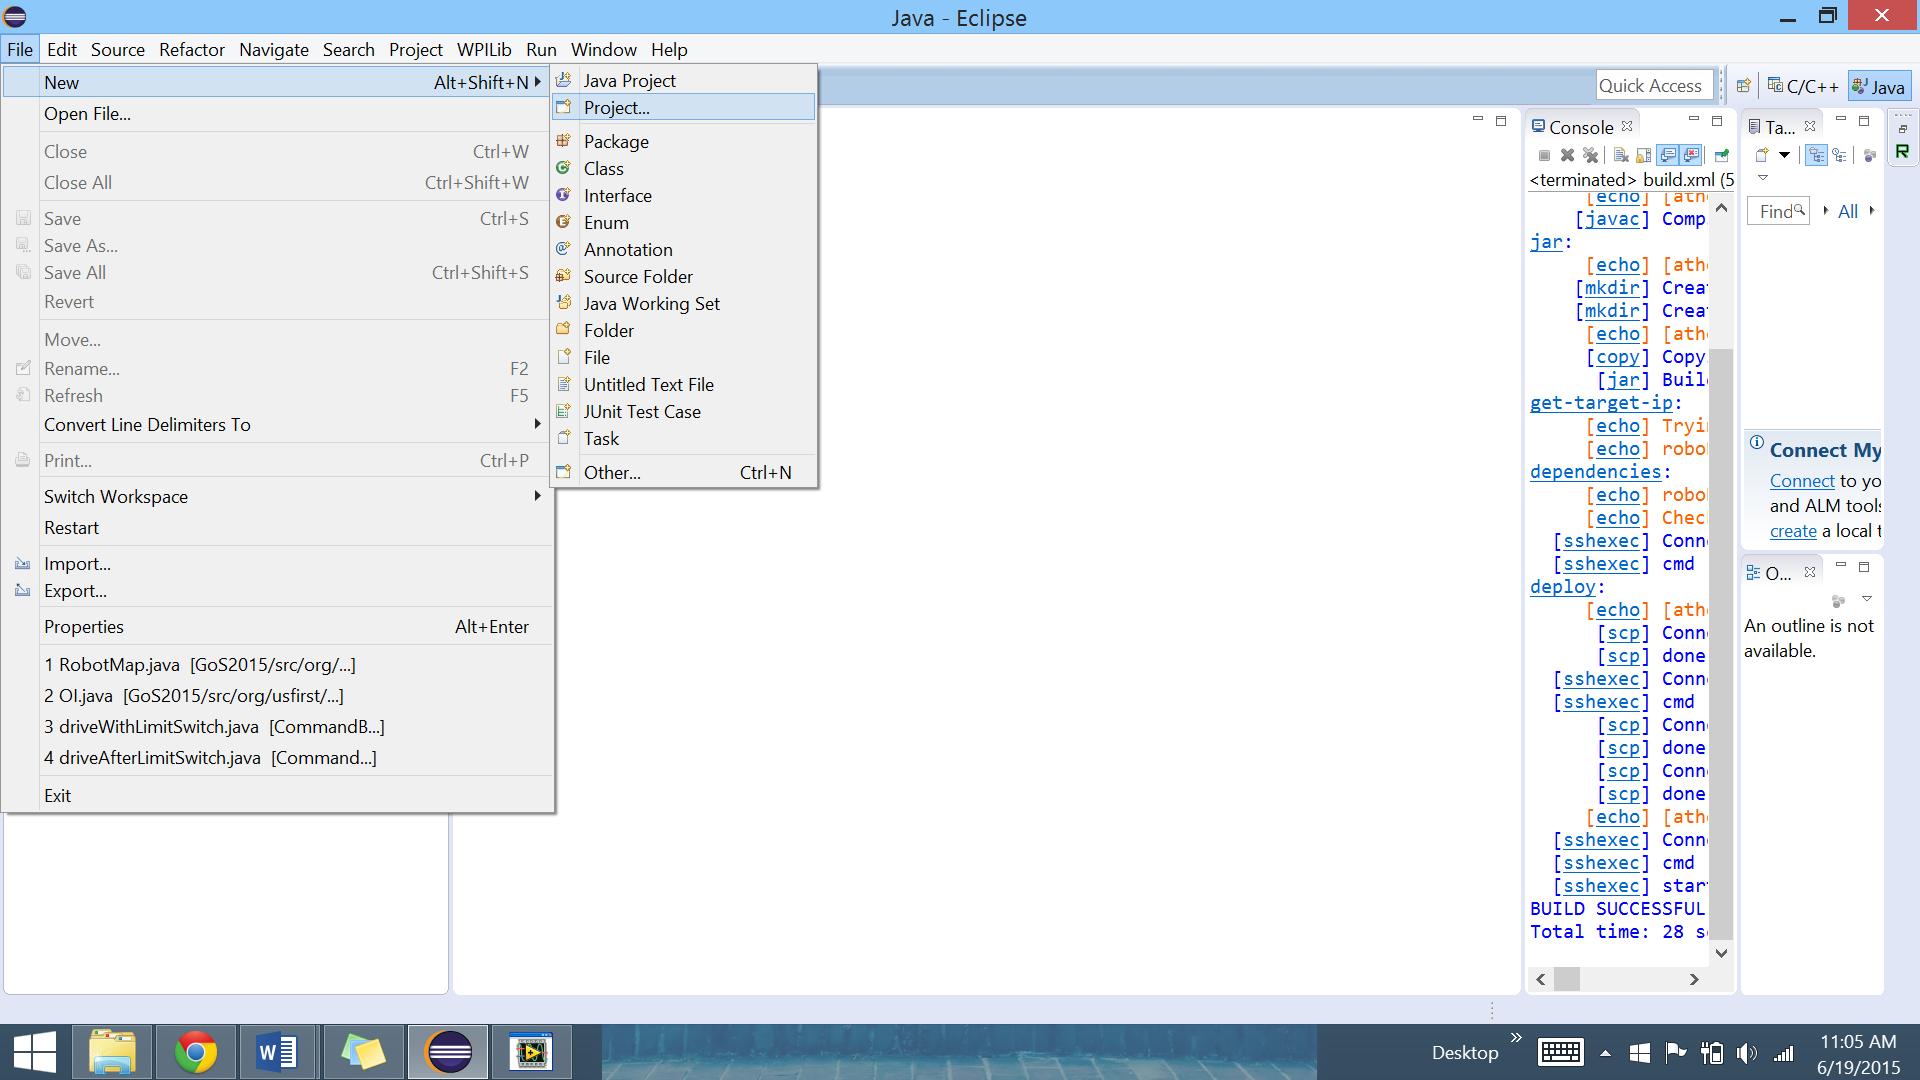 Java - Eclipse
File Edit Source Refactor Navigate Search Project WPILib Run Window Help
New Alt+Shift+N
Open File...
Close Ctrl+W
Close All Ctrl+Shift+W
Save Ctrl+S
Save As...
Save All Ctrl+Shift+S
Revert
Move...
Rename... F2
Refresh F5
Convert Line Delimiters To
Print... Ctrl+P
Switch Workspace
Restart
Import...
Export...
Properties Alt+Enter
1 RobotMap.java [GoS2015/src/org/...]
2 OI.java [GoS2015/src/org/usfirst/...]
3 driveWithLimitSwitch.java [CommandB...]
4 driveAfterLimitSwitch.java [Command...]
Exit
Java Project
Project...
Package
Class
Interface
Enum
Annotation
Source Folder
Java Working Set
Folder
File
Untitled Text File
JUnit Test Case
Task
Other... Ctrl+N
Quick Access
C/C++
Java
Console
<terminated> build.xml (5
[echo] [ath
[javac] Comp
jar:
[echo] [ath
[mkdir] Crea
[mkdir] Crea
[echo] [ath
[copy] Copy
[jar] Buil
get-target-ip:
[echo] Tryi
[echo] robo
dependencies:
[echo] robo
[echo] Chec
[sshexec] Conn
[sshexec] cmd
deploy:
[echo] [ath
[scp] Conn
[scp] done
[sshexec] Conn
[sshexec] cmd
[scp] Conn
[scp] done
[scp] Conn
[scp] done
[echo] [ath
[sshexec] Conn
[sshexec] cmd
[sshexec] star
BUILD SUCCESSFUL
Total time: 28 s
Ta...
Find
All
Connect My
Connect to yo
and ALM tools
create a local t
O...
An outline is not
available.
R
Desktop
11:05 AM
6/19/2015